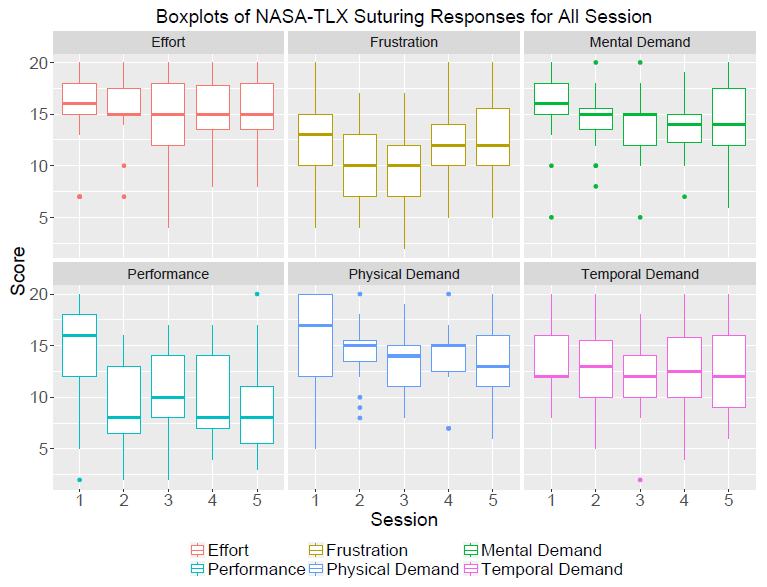 Boxplots of NASA-TLX Suturing Responses for All Session
Effort Frustration Mental Demand
20
15
10
5
Performance Physical Demand Temporal Demand
20
15
10
5
Score
1 2 3 4 5 1 2 3 4 5 1 2 3 4 5
Session
Effort Frustration Mental Demand
Performance Physical Demand Temporal Demand